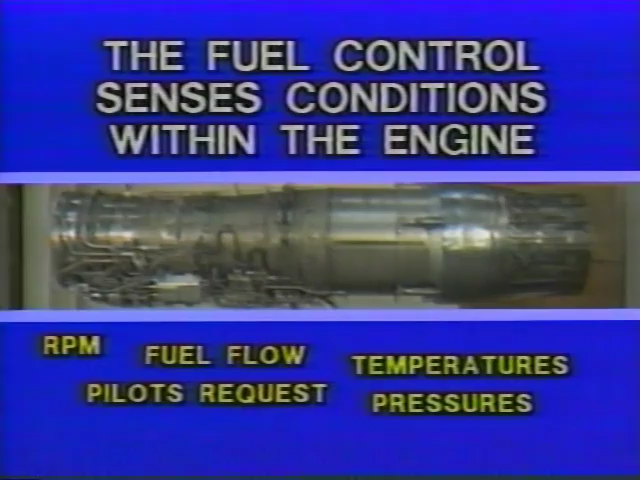 THE FUEL CONTROL
SENSES CONDITIONS
WITHIN THE ENGINE
RPM
FUEL FLOW
TEMPERATURES
PILOTS REQUEST
PRESSURES